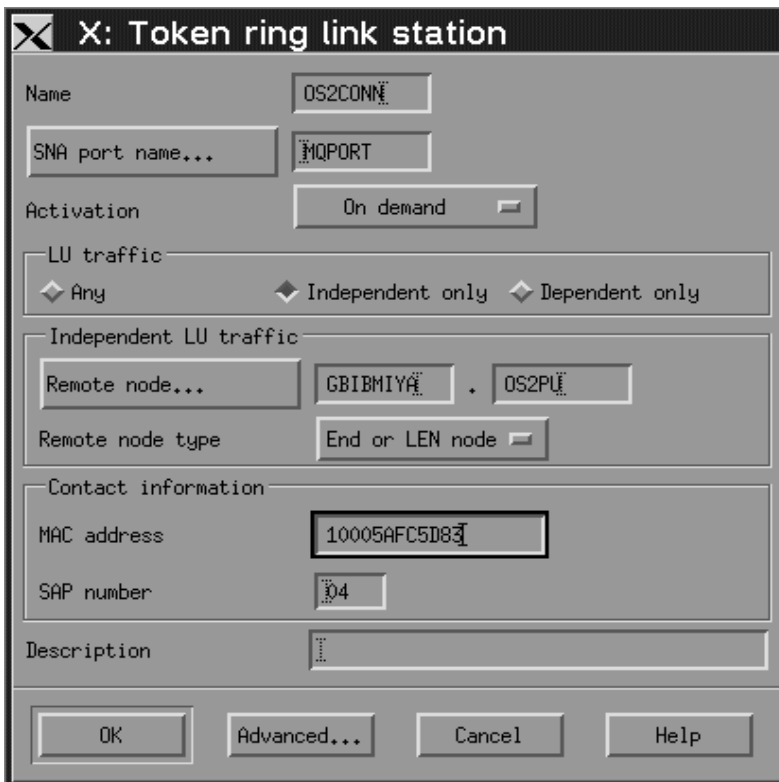 X: Token ring link station
Name OS2CONN
SNA port name... MQPORT
Activation On demand
LU traffic
Any Independent only Dependent only
Independent LU traffic
Remote node... GBIBMIYA . OS2PU
Remote node type End or LEN node
Contact information
MAC address 10005AFC5D83
SAP number 04
Description
OK Advanced... Cancel Help